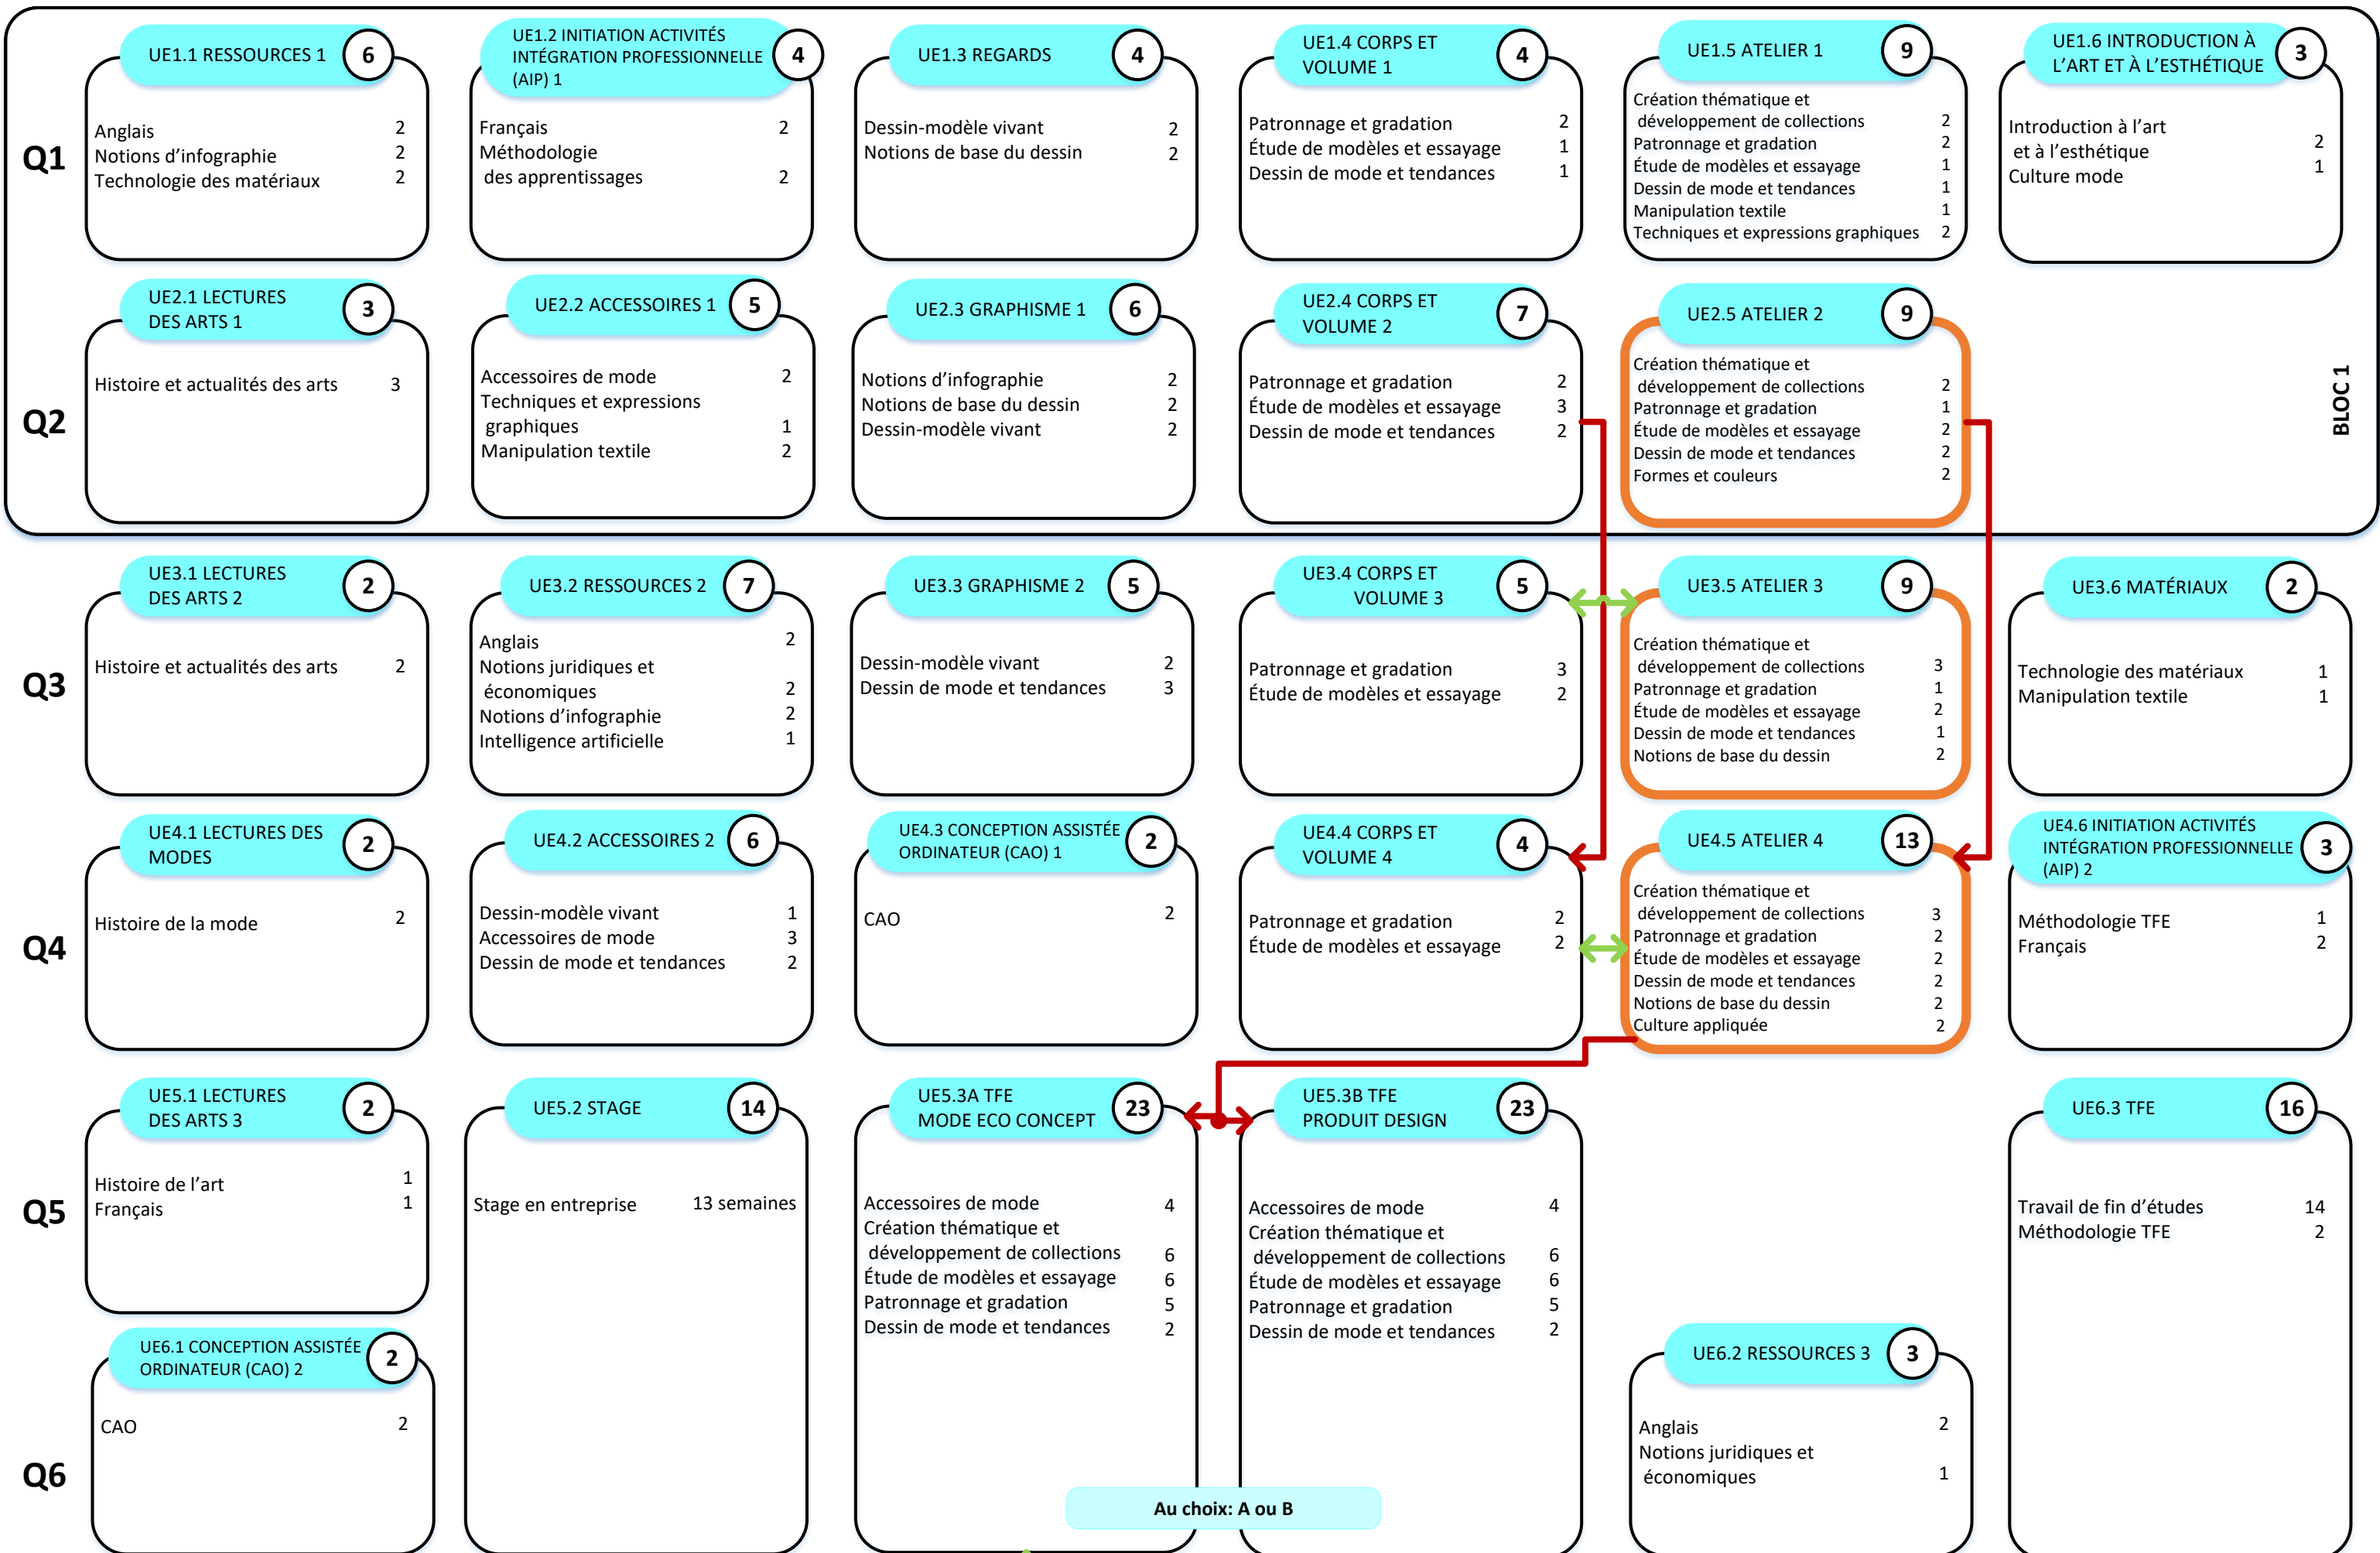 UE1.1 RESSOURCES 1 6
Anglais 2
Notions d’infographie 2
Technologie des matériaux 2
UE1.2 INITIATION ACTIVITÉS
INTÉGRATION PROFESSIONNELLE
(AIP) 1
4
Français 2
Méthodologie
des apprentissages 2
UE1.3 REGARDS 4
Dessin-modèle vivant 2
Notions de base du dessin 2
UE1.4 CORPS ET
VOLUME 1
4
Patronnage et gradation 2
Étude de modèles et essayage 1
Dessin de mode et tendances 1
UE1.5 ATELIER 1 9
Création thématique et
développement de collections 2
Patronnage et gradation 2
Étude de modèles et essayage 1
Dessin de mode et tendances 1
Manipulation textile 1
Techniques et expressions graphiques 2
UE1.6 INTRODUCTION À
L’ART ET À L’ESTHÉTIQUE
3
Introduction à l’art
et à l’esthétique 2
Culture mode 1
Q1
UE2.1 LECTURES
DES ARTS 1
3
Histoire et actualités des arts 3
UE2.2 ACCESSOIRES 1 5
Accessoires de mode 2
Techniques et expressions
graphiques 1
Manipulation textile 2
UE2.3 GRAPHISME 1 6
Notions d’infographie 2
Notions de base du dessin 2
Dessin-modèle vivant 2
UE2.4 CORPS ET
VOLUME 2
7
Patronnage et gradation 2
Étude de modèles et essayage 3
Dessin de mode et tendances 2
UE2.5 ATELIER 2 9
Création thématique et
développement de collections 2
Patronnage et gradation 1
Étude de modèles et essayage 2
Dessin de mode et tendances 2
Formes et couleurs 2
Q2
BLOC 1
UE3.1 LECTURES
DES ARTS 2
2
Histoire et actualités des arts 2
UE3.2 RESSOURCES 2 7
Anglais 2
Notions juridiques et
économiques 2
Notions d’infographie 2
Intelligence artificielle 1
UE3.3 GRAPHISME 2 5
Dessin-modèle vivant 2
Dessin de mode et tendances 3
UE3.4 CORPS ET
VOLUME 3
5
Patronnage et gradation 3
Étude de modèles et essayage 2
UE3.5 ATELIER 3 9
Création thématique et
développement de collections 3
Patronnage et gradation 1
Étude de modèles et essayage 2
Dessin de mode et tendances 1
Notions de base du dessin 2
UE3.6 MATÉRIAUX 2
Technologie des matériaux 1
Manipulation textile 1
Q3
UE4.1 LECTURES DES
MODES
2
Histoire de la mode 2
UE4.2 ACCESSOIRES 2 6
Dessin-modèle vivant 1
Accessoires de mode 3
Dessin de mode et tendances 2
UE4.3 CONCEPTION ASSISTÉE
ORDINATEUR (CAO) 1
2
CAO 2
UE4.4 CORPS ET
VOLUME 4
4
Patronnage et gradation 2
Étude de modèles et essayage 2
UE4.5 ATELIER 4 13
Création thématique et
développement de collections 3
Patronnage et gradation 2
Étude de modèles et essayage 2
Dessin de mode et tendances 2
Notions de base du dessin 2
Culture appliquée 2
UE4.6 INITIATION ACTIVITÉS
INTÉGRATION PROFESSIONNELLE
(AIP) 2
3
Méthodologie TFE 1
Français 2
Q4
UE5.1 LECTURES
DES ARTS 3
2
Histoire de l’art 1
Français 1
UE5.2 STAGE 14
Stage en entreprise 13 semaines
UE5.3A TFE
MODE ECO CONCEPT
23
Accessoires de mode 4
Création thématique et
développement de collections 6
Étude de modèles et essayage 6
Patronnage et gradation 5
Dessin de mode et tendances 2
UE5.3B TFE
PRODUIT DESIGN
23
Accessoires de mode 4
Création thématique et
développement de collections 6
Étude de modèles et essayage 6
Patronnage et gradation 5
Dessin de mode et tendances 2
UE6.3 TFE 16
Travail de fin d’études 14
Méthodologie TFE 2
Q5
UE6.1 CONCEPTION ASSISTÉE
ORDINATEUR (CAO) 2
2
CAO 2
UE6.2 RESSOURCES 3 3
Anglais 2
Notions juridiques et
économiques 1
Q6
Au choix: A ou B